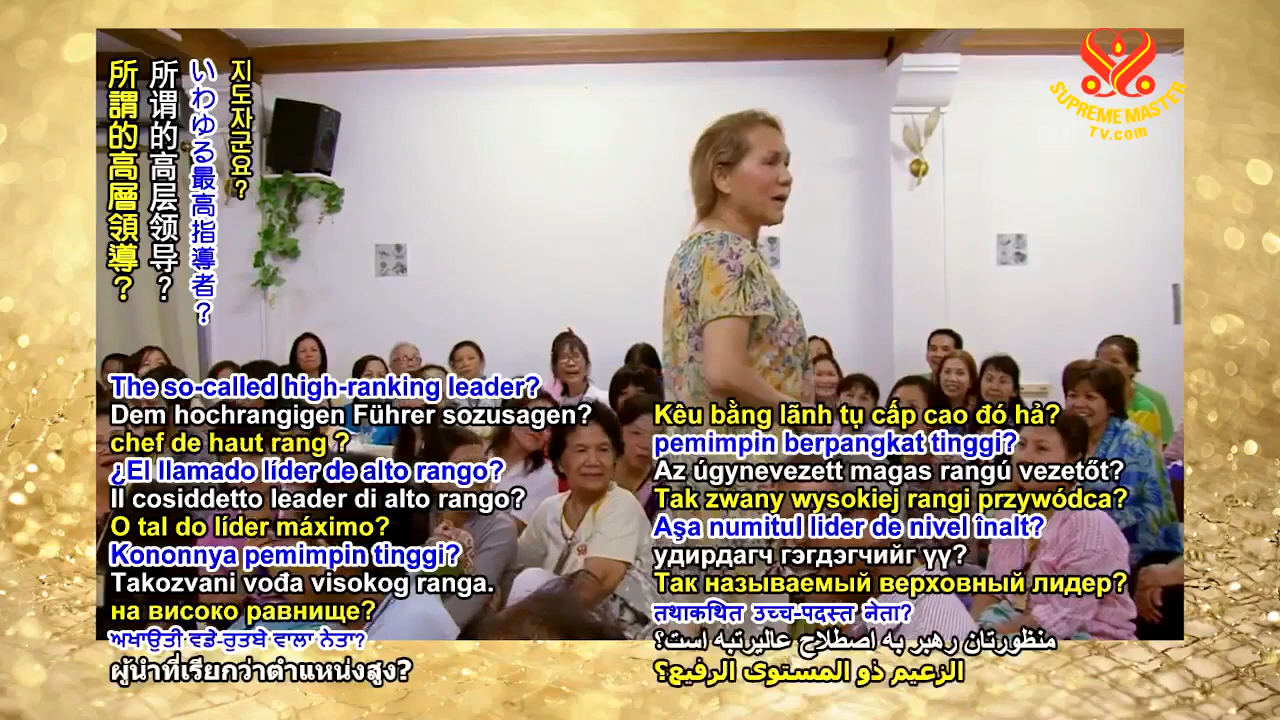 所謂的高層領導？
所谓的高层领导？
いわゆる最高指導者？
지도자군요？
SUPREME MASTER
TV.com
The so-called high-ranking leader?
Dem hochrangigen Führer sozusagen?
chef de haut rang ?
¿El llamado líder de alto rango?
Il cosiddetto leader di alto rango?
O tal do líder máximo?
Kononnya pemimpin tinggi?
Takozvani vođa visokog ranga.
на високо равнище?
ਅਖਾਉਤੀ ਵਡੇ-ਰੁਤਬੇ ਵਾਲਾ ਨੇਤਾ?
ผู้นำที่เรียกว่าตำแหน่งสูง?
Kêu bằng lãnh tụ cấp cao đó hả?
pemimpin berpangkat tinggi?
Az úgynevezett magas rangú vezetőt?
Tak zwany wysokiej rangi przywódca?
Aşa numitul lider de nivel înalt?
удирдагч гэгдэгчийг үү?
Так называемый верховный лидер?
तथाकथित उच्च-पदस्त नेता?
منظورتان رهبر به اصطلاح عالیرتبه است؟
الزعيم ذو المستوى الرفيع؟